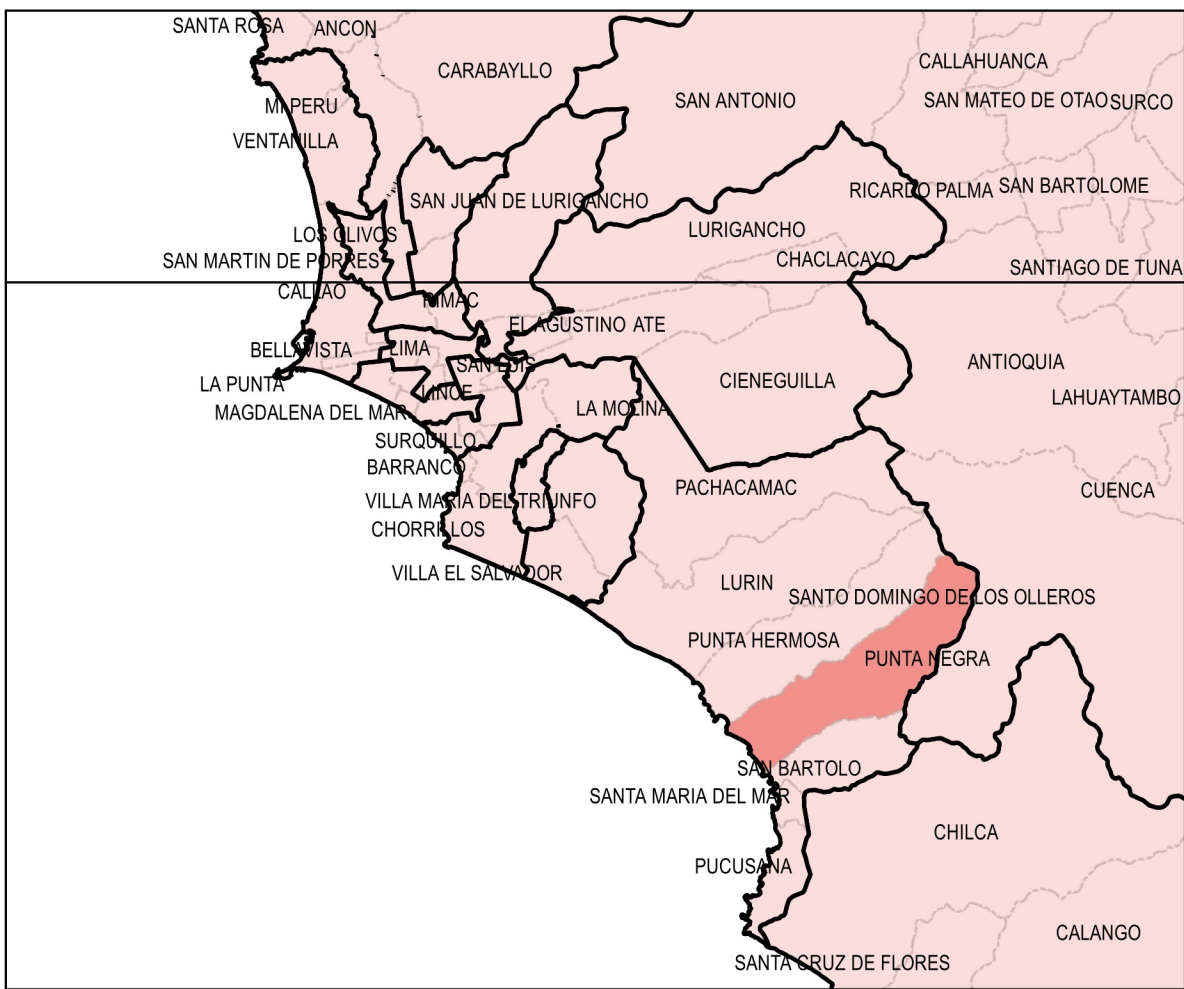 SANTA ROSA
ANCON
CARABAYLLO
CALLAHUANCA
MI PERU
SAN ANTONIO
SAN MATEO DE OTAO
SURCO
VENTANILLA
SAN JUAN DE LURIGANCHO
RICARDO PALMA
SAN BARTOLOME
LOS OLIVOS
LURIGANCHO
SAN MARTIN DE PORRES
CHACLACAYO
SANTIAGO DE TUNA
CALLAO
RIMAC
EL AGUSTINO
ATE
BELLAVISTA
LIMA
SAN LUIS
ANTIOQUIA
LA PUNTA
LINCE
CIENEGUILLA
LAHUAYTAMBO
MAGDALENA DEL MAR
LA MOLINA
SURQUILLO
BARRANCO
PACHACAMAC
CUENCA
VILLA MARIA DEL TRIUNFO
CHORRILLOS
VILLA EL SALVADOR
LURIN
SANTO DOMINGO DE LOS OLLEROS
PUNTA HERMOSA
PUNTA NEGRA
SAN BARTOLO
SANTA MARIA DEL MAR
CHILCA
PUCUSANA
CALANGO
SANTA CRUZ DE FLORES